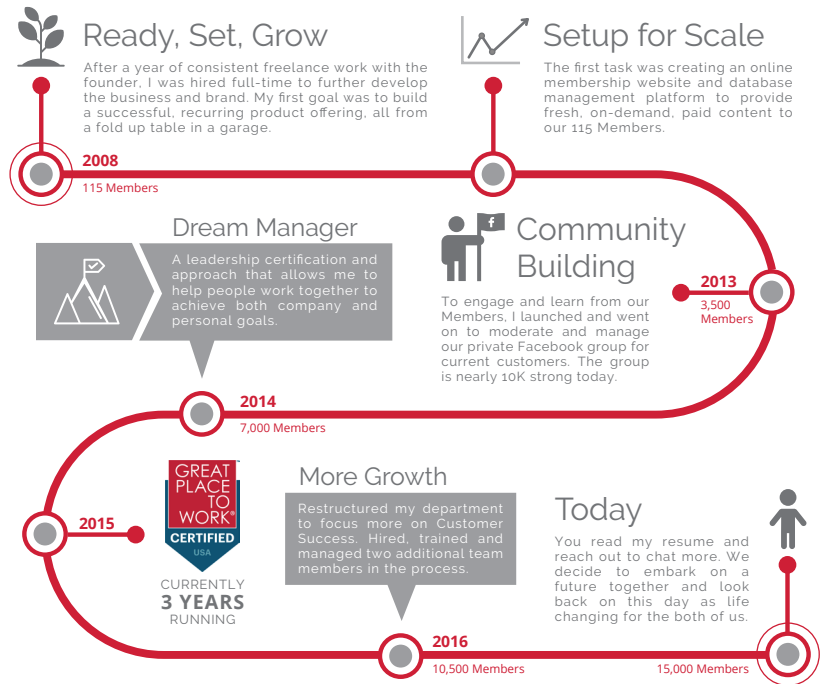 Ready, Set, Grow
After a year of consistent freelance work with the
founder, I was hired full-time to further develop
the business and brand. My first goal was to build
a successful, recurring product offering, all from
a fold up table in a garage.
Setup for Scale
The first task was creating an online
membership website and database
management platform to provide
fresh, on-demand, paid content to
our 115 Members.
2008
115 Members
Dream Manager
A leadership certification and
approach that allows me to
help people work together to
achieve both company and
personal goals.
f
Community
Building
To engage and learn from our
Members, I launched and went
on to moderate and manage
our private Facebook group for
current customers. The group
is nearly 10K strong today.
2013
3,500
Members
2014
7,000 Members
2015
GREAT
PLACE
TO
WORK®
CERTIFIED
USA
CURRENTLY
3 YEARS
RUNNING
More Growth
Restructured my department
to focus more on Customer
Success. Hired, trained and
managed two additional team
members in the process.
Today
You read my resume and
reach out to chat more. We
decide to embark on a
future together and look
back on this day as life
changing for the both of us.
2016
10,500 Members
15,000 Members